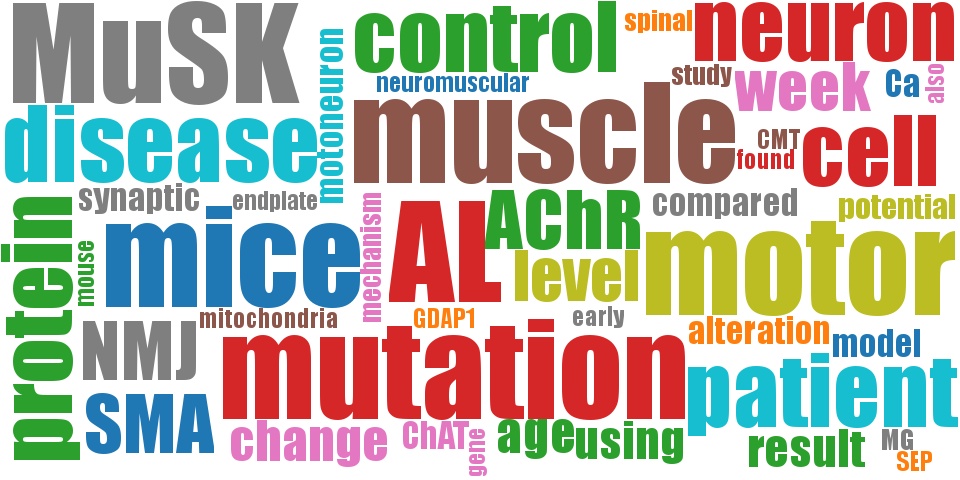 MuSK
control
spinal
neuron
motoneuron
neuromuscular
study
week
Ca
also
disease
muscle
CMT
found
cell
synaptic
endplate
mechanism
AChR
compared
potential
protein
mouse
mice
AL
level
motor
mitochondria
GDAP1
early
alteration
model
NMJ
mutation
patient
SMA
change
ChAT
gene
age
using
result
MG
SEP